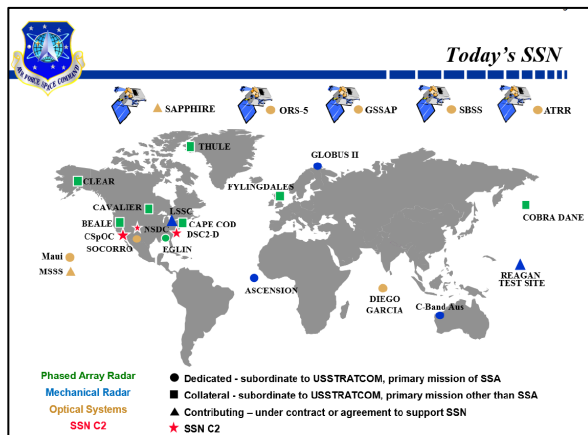 AIR FORCE SPACE COMMAND
Today's SSN
SAPPHIRE
ORS-5
GSSAP
SBSS
ATRR
THULE
GLOBUS II
CLEAR
FYLINGDALES
CAVALIER
LSSC
COBRA DANE
BEALE
NSDC
CAPE COD
CSpOC
DSC2-D
SOCORRO
EGLIN
Maui
MSSS
REAGAN
TEST SITE
ASCENSION
DIEGO
GARCIA
C-Band Aus
Phased Array Radar
Mechanical Radar
Optical Systems
SSN C2
Dedicated - subordinate to USSTRATCOM, primary mission of SSA
Collateral - subordinate to USSTRATCOM, primary mission other than SSA
Contributing – under contract or agreement to support SSN
SSN C2